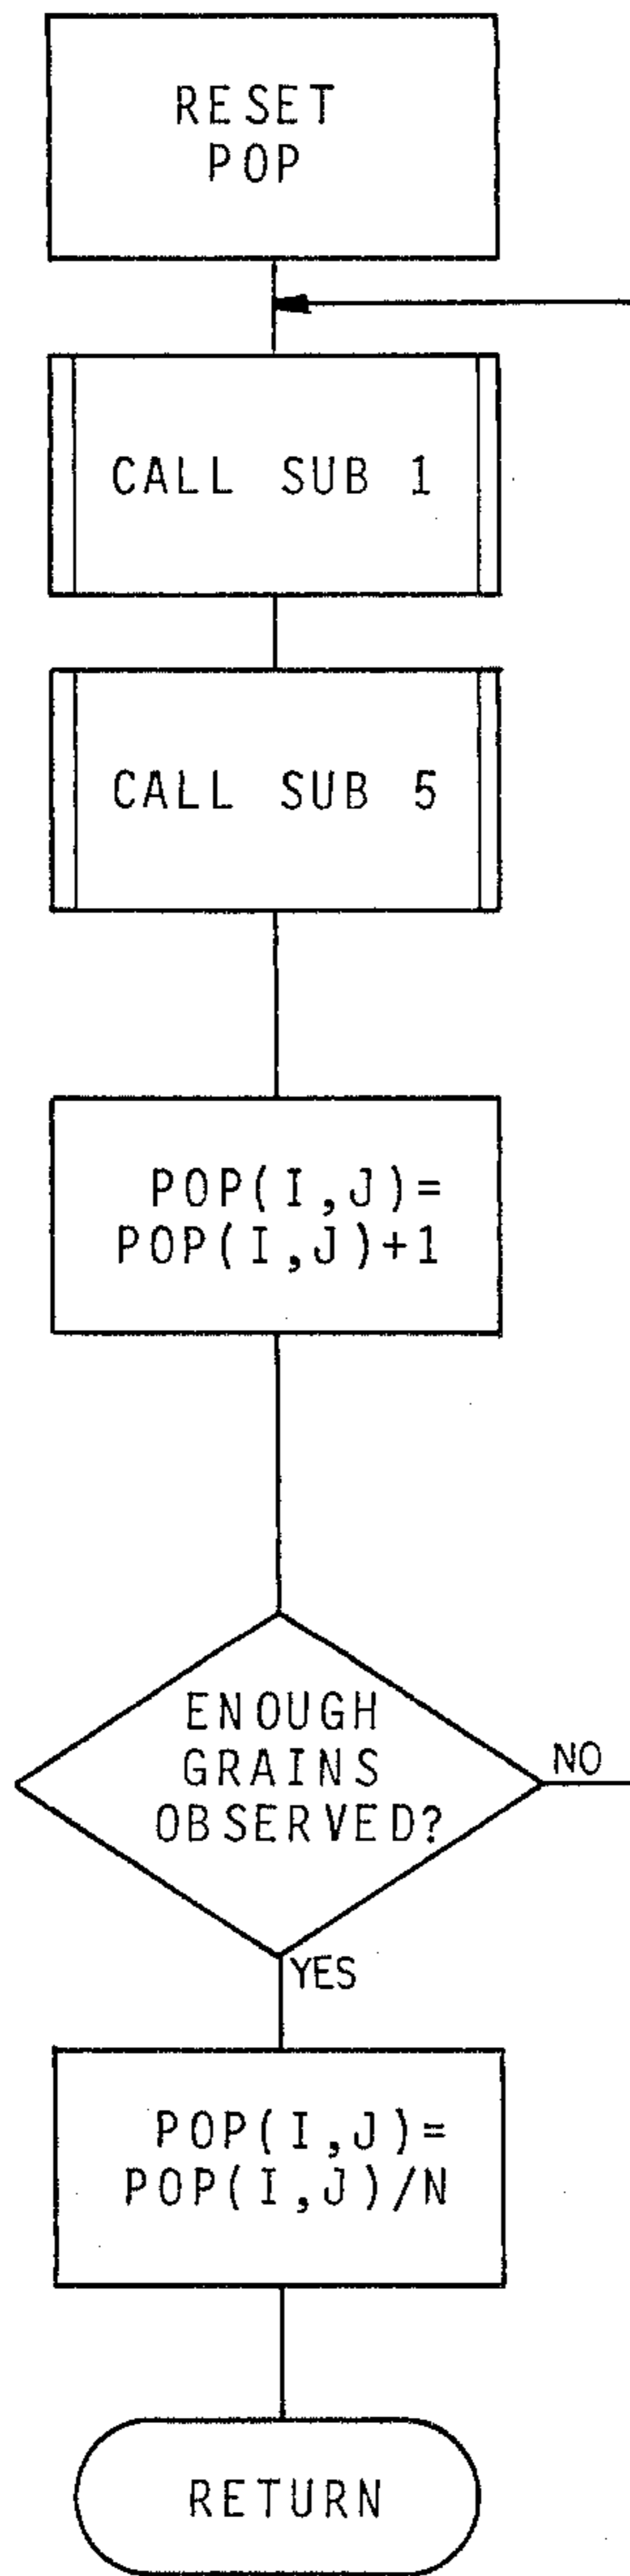 RESET
POP
CALL SUB 1
CALL SUB 5
POP(I,J)=
POP(I,J)+1
ENOUGH
GRAINS
OBSERVED?
NO
YES
POP(I,J)=
POP(I,J)/N
RETURN